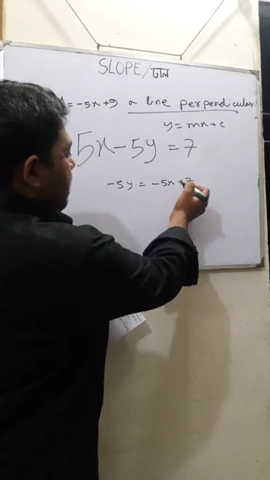 SLOPE/ঢাল
= -5x+9 a line perpendicular
y = mx + c
5x - 5y = 7
-5y = -5x + 7